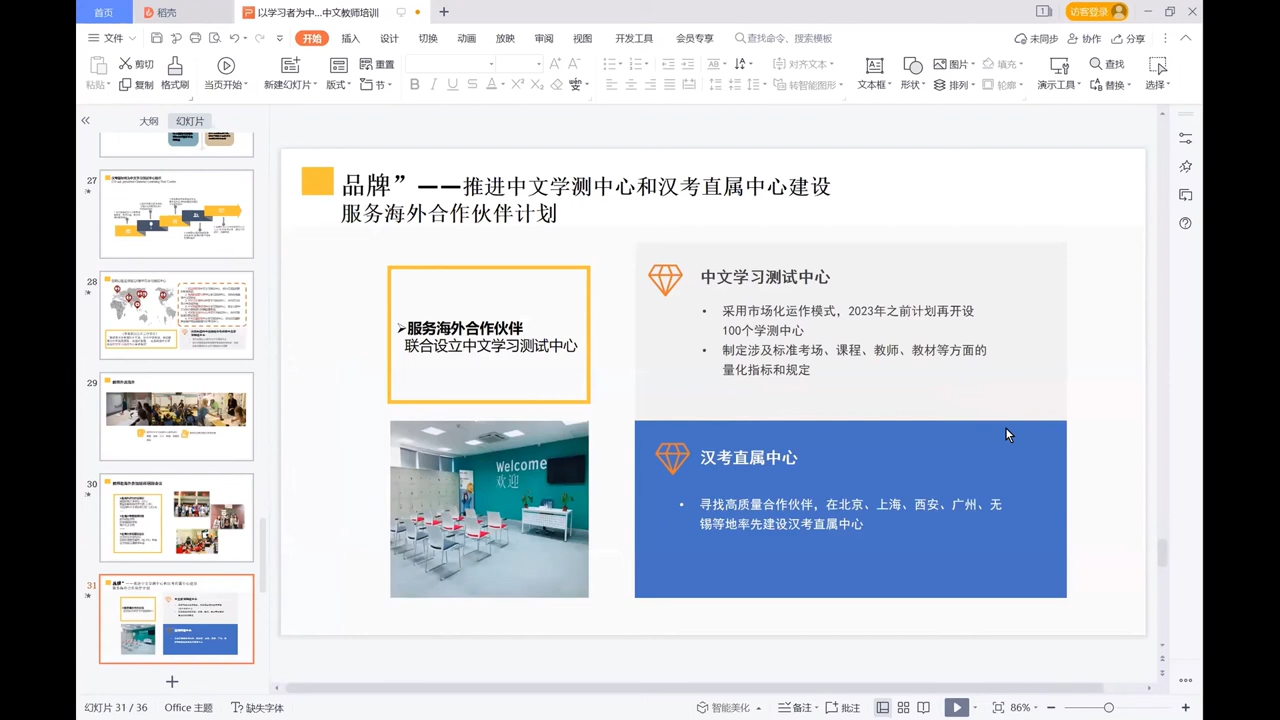 首页
稻壳
以学习者为中...中文教师培训
访客登录
文件
开始
插入
设计
切换
动画
放映
审阅
视图
开发工具
会员专享
查找命令、搜索模板
未同步
协作
分享
粘贴
剪切
复制
格式刷
当页开始
新建幻灯片
版式
重置
节
对齐文本
转智能图形
文本框
形状
图片
排列
填充
轮廓
演示工具
查找
替换
选择
大纲
幻灯片
27
28
29
30
31
品牌”——推进中文学测中心和汉考直属中心建设
服务海外合作伙伴计划
➢服务海外合作伙伴
联合设立中文学习测试中心
中文学习测试中心
• 采用市场化运作模式，2023年之前计划再开设
100个学测中心
• 制定涉及标准考场、课程、教师、教材等方面的
量化指标和规定
Welcome
欢迎
汉考直属中心
• 寻找高质量合作伙伴，在北京、上海、西安、广州、无
锡等地率先建设汉考直属中心
幻灯片 31 / 36
Office 主题
缺失字体
智能美化
备注
批注
86%